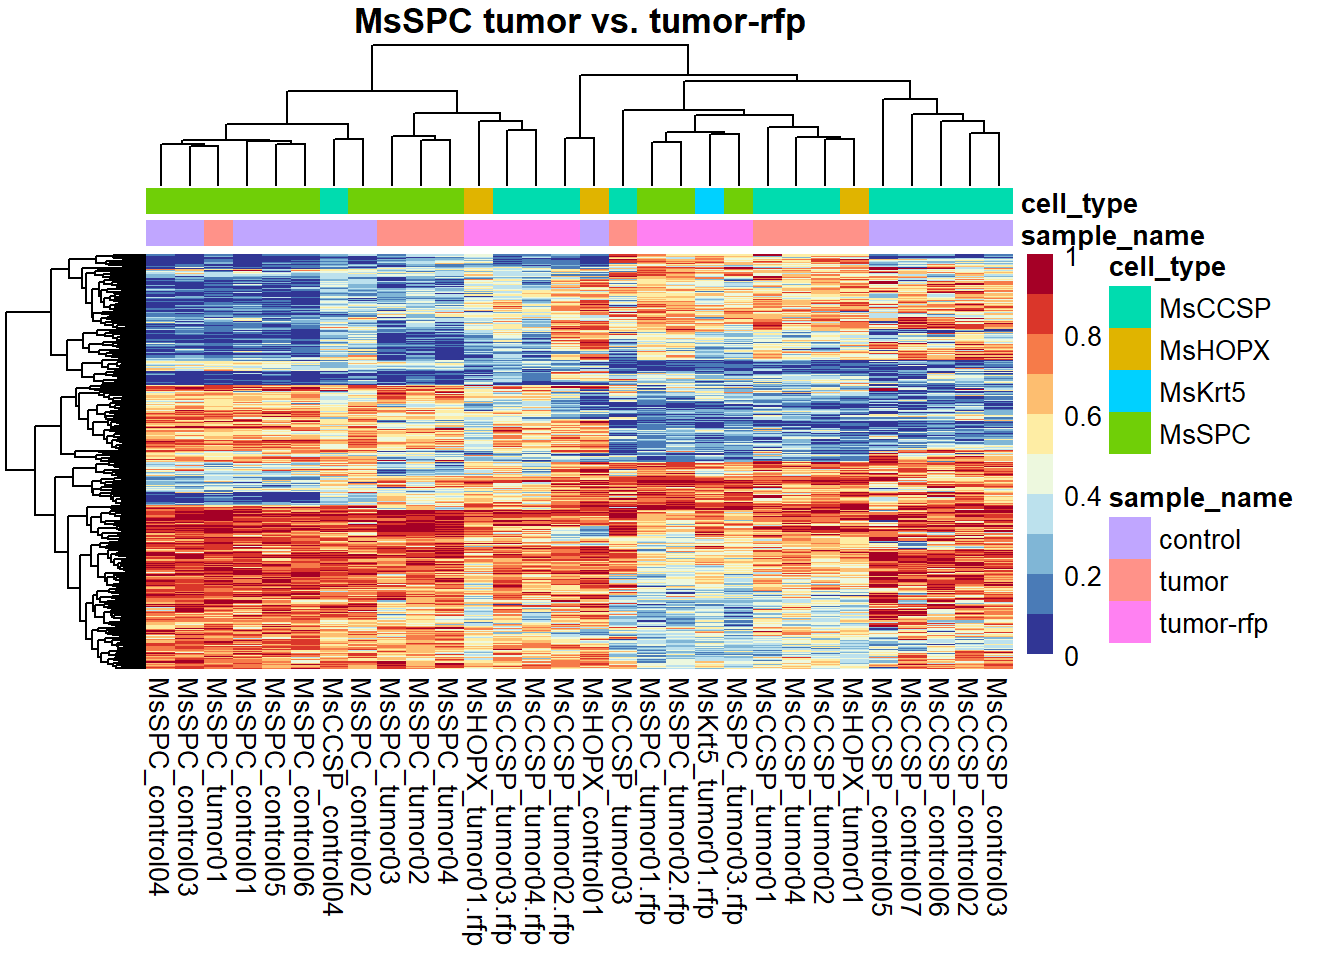 MsSPC tumor vs. tumor-rfp
cell_type
sample_name
1
0.8
0.6
0.4
0.2
0
cell_type
MsCCSP
MsHOPX
MsKrt5
MsSPC
sample_name
control
tumor
tumor-rfp
MsSPC_control04
MsSPC_control03
MsSPC_tumor01
MsSPC_control01
MsSPC_control05
MsSPC_control06
MsCCSP_control04
MsSPC_control02
MsSPC_tumor03
MsSPC_tumor02
MsSPC_tumor04
MsHOPX_tumor01.rfp
MsCCSP_tumor03.rfp
MsCCSP_tumor04.rfp
MsCCSP_tumor02.rfp
MsHOPX_control01
MsCCSP_tumor03
MsSPC_tumor01.rfp
MsSPC_tumor02.rfp
MsKrt5_tumor01.rfp
MsSPC_tumor03.rfp
MsCCSP_tumor01
MsCCSP_tumor04
MsCCSP_tumor02
MsHOPX_tumor01
MsCCSP_control05
MsCCSP_control07
MsCCSP_control06
MsCCSP_control02
MsCCSP_control03